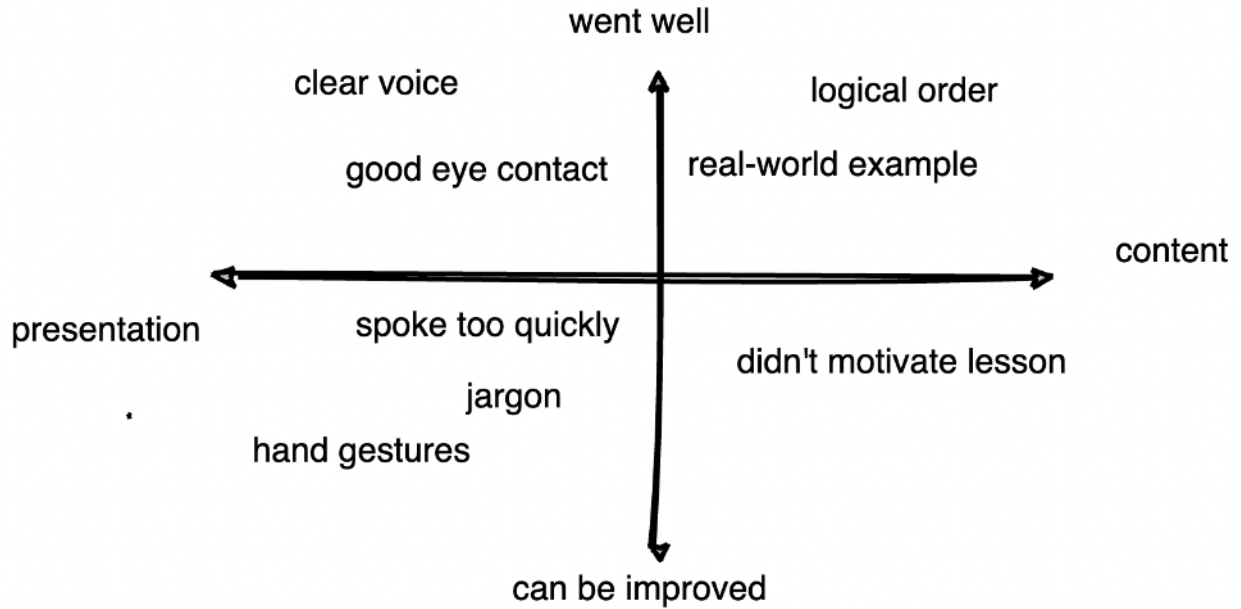 went well
clear voice
logical order
good eye contact
real-world example
content
presentation
spoke too quickly
didn't motivate lesson
jargon
hand gestures
can be improved